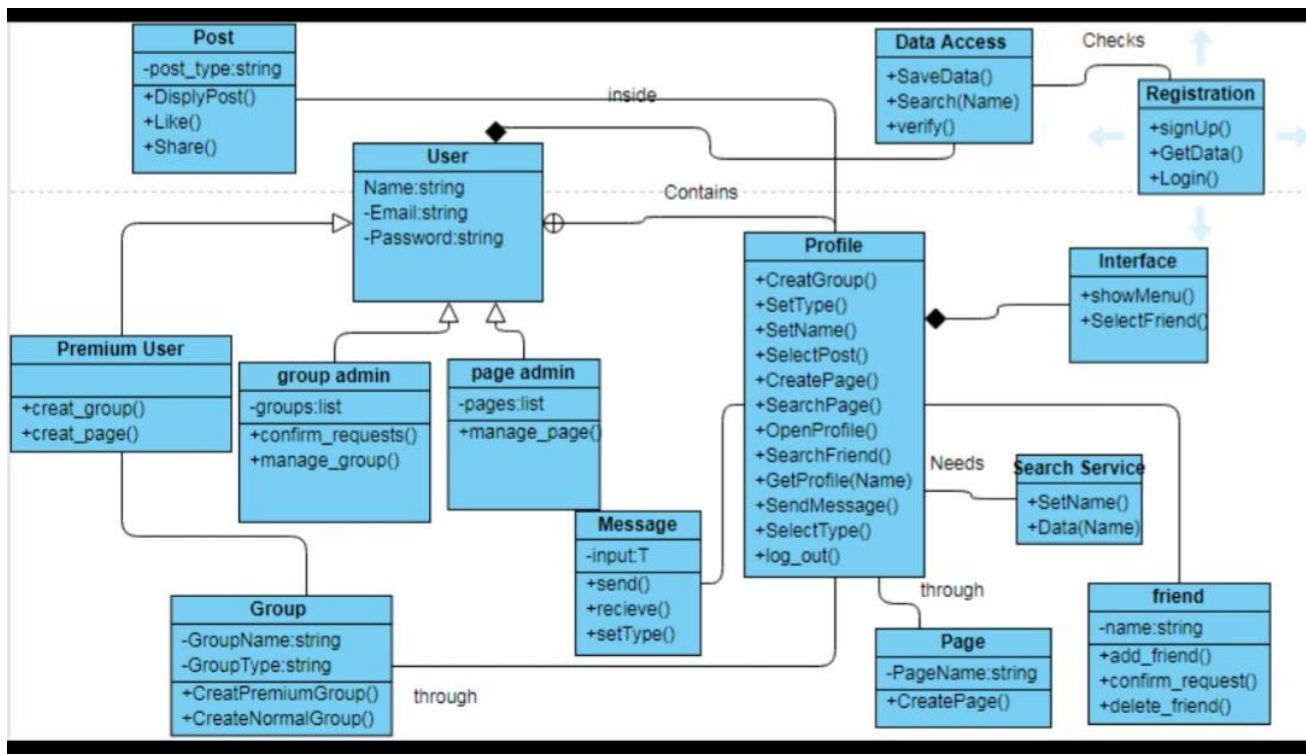 Post
-post_type:string
+DisplyPost()
+Like()
+Share()
inside
Data Access
+SaveData()
+Search(Name)
+verify()
Checks
Registration
+signUp()
+GetData()
+Login()
User
Name:string
-Email:string
-Password:string
Contains
Profile
+CreatGroup()
+SetType()
+SetName()
+SelectPost()
+CreatePage()
+SearchPage()
+OpenProfile()
+SearchFriend()
+GetProfile(Name)
+SendMessage()
+SelectType()
+log_out()
Interface
+showMenu()
+SelectFriend()
Premium User
+creat_group()
+creat_page()
group admin
-groups:list
+confirm_requests()
+manage_group()
page admin
-pages:list
+manage_page()
Needs
Search Service
+SetName()
+Data(Name)
Message
-input:T
+send()
+recieve()
+setType()
through
Group
-GroupName:string
-GroupType:string
+CreatPremiumGroup()
+CreateNormalGroup()
through
Page
-PageName:string
+CreatePage()
friend
-name:string
+add_friend()
+confirm_request()
+delete_friend()